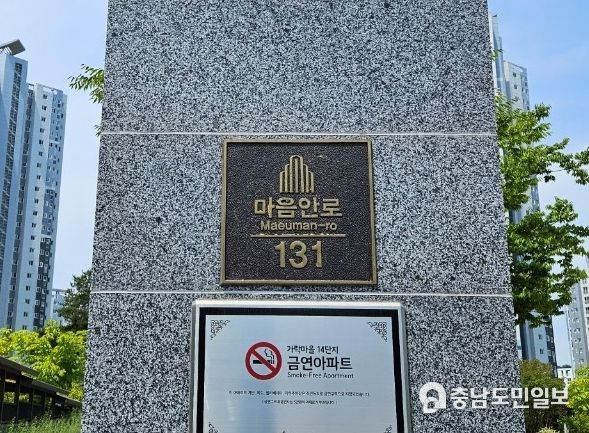 마음안로
Maeuman-ro
131
가락마을 14단지
금연아파트
Smoke-Free Apartment
충남도민일보